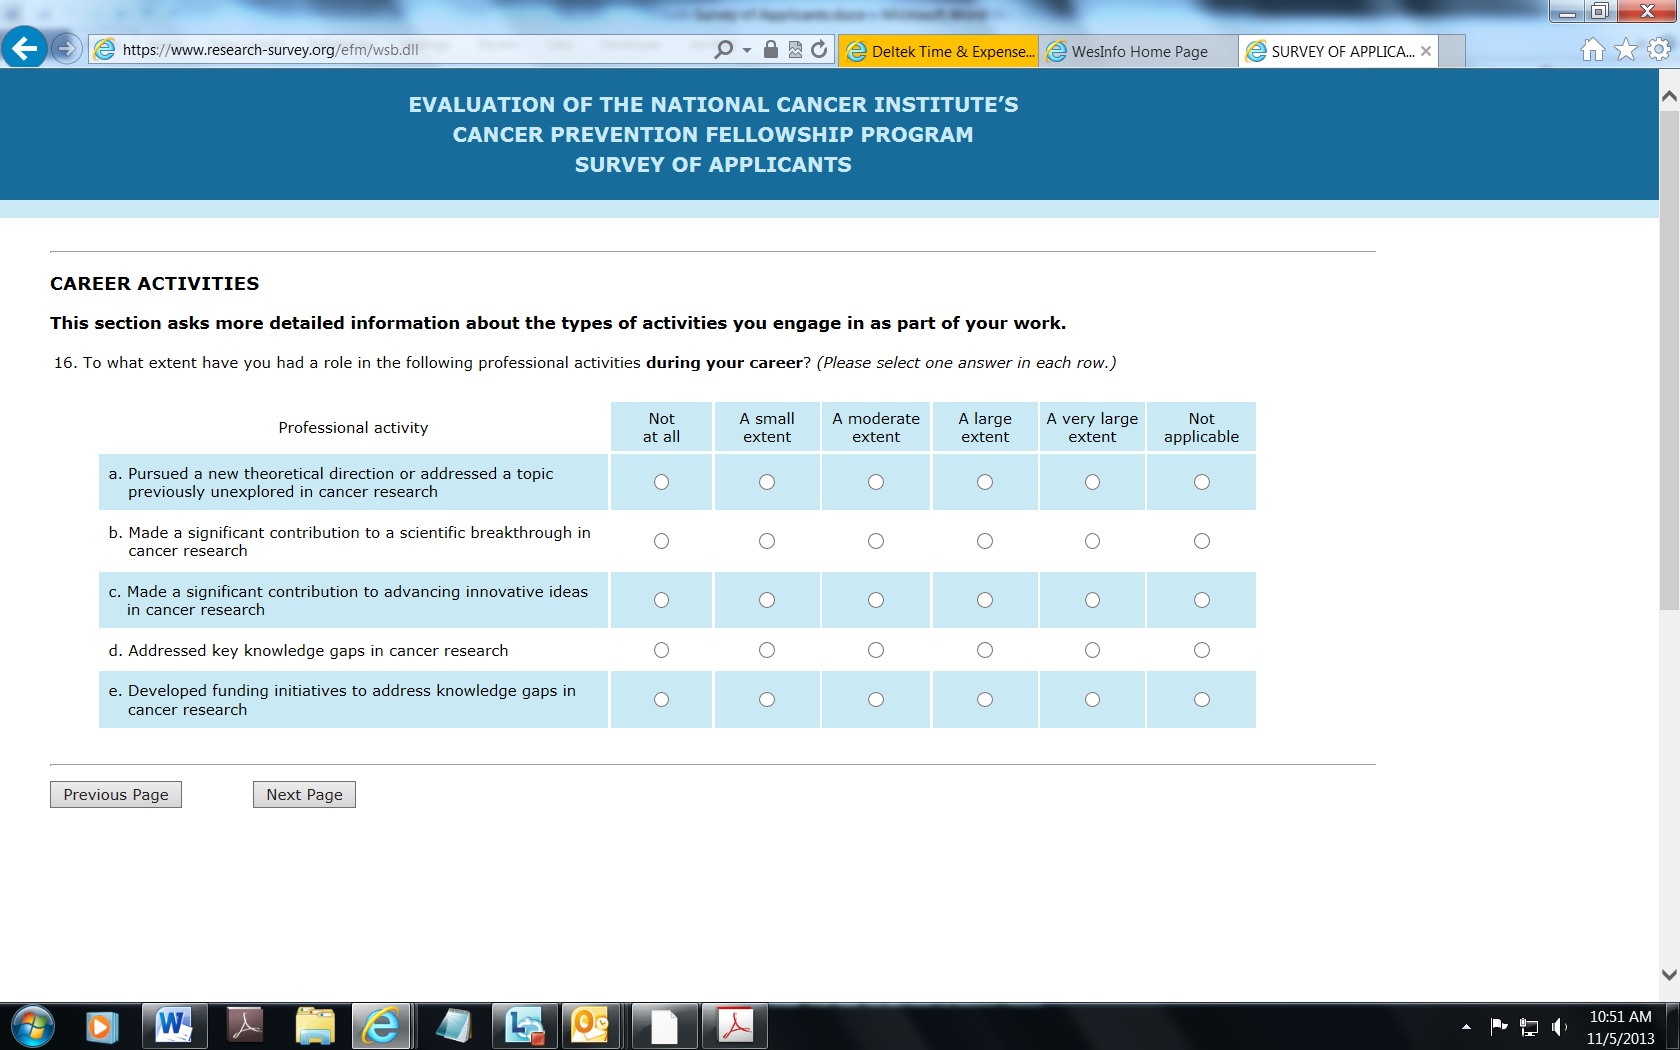 Survey of Applicants.docx - Microsoft Word
https://www.research-survey.org/efm/wsb.dll
Deltek Time & Expense...
WesInfo Home Page
SURVEY OF APPLICA...
EVALUATION OF THE NATIONAL CANCER INSTITUTE’S
CANCER PREVENTION FELLOWSHIP PROGRAM
SURVEY OF APPLICANTS
CAREER ACTIVITIES
This section asks more detailed information about the types of activities you engage in as part of your work.
16. To what extent have you had a role in the following professional activities during your career? (Please select one answer in each row.)
Professional activity
Not at all
A small extent
A moderate extent
A large extent
A very large extent
Not applicable
a. Pursued a new theoretical direction or addressed a topic
previously unexplored in cancer research
b. Made a significant contribution to a scientific breakthrough in
cancer research
c. Made a significant contribution to advancing innovative ideas
in cancer research
d. Addressed key knowledge gaps in cancer research
e. Developed funding initiatives to address knowledge gaps in
cancer research
Previous Page
Next Page
10:51 AM
11/5/2013